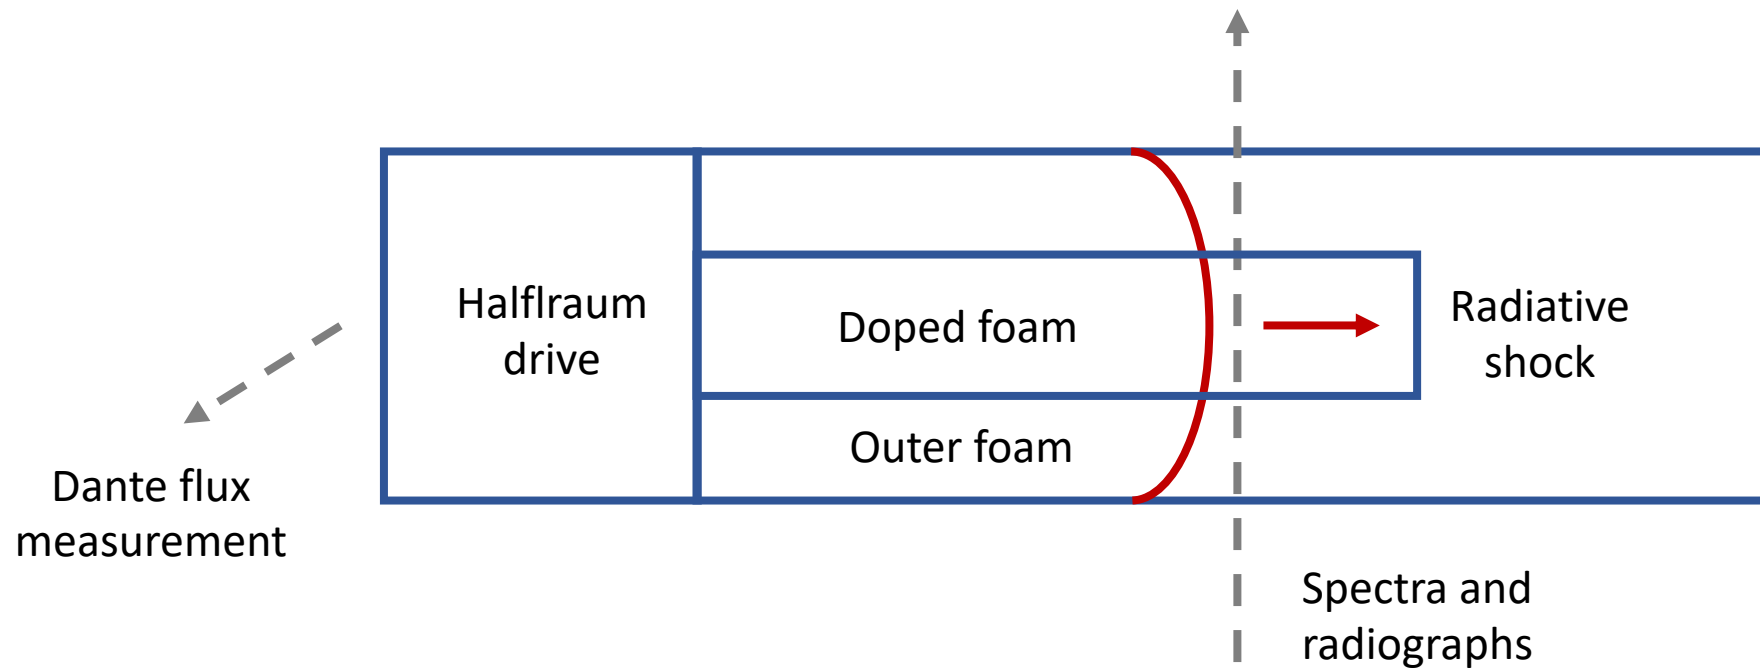 Halflraum
drive
Doped foam
Radiative
shock
Outer foam
Dante flux
measurement
Spectra and
radiographs